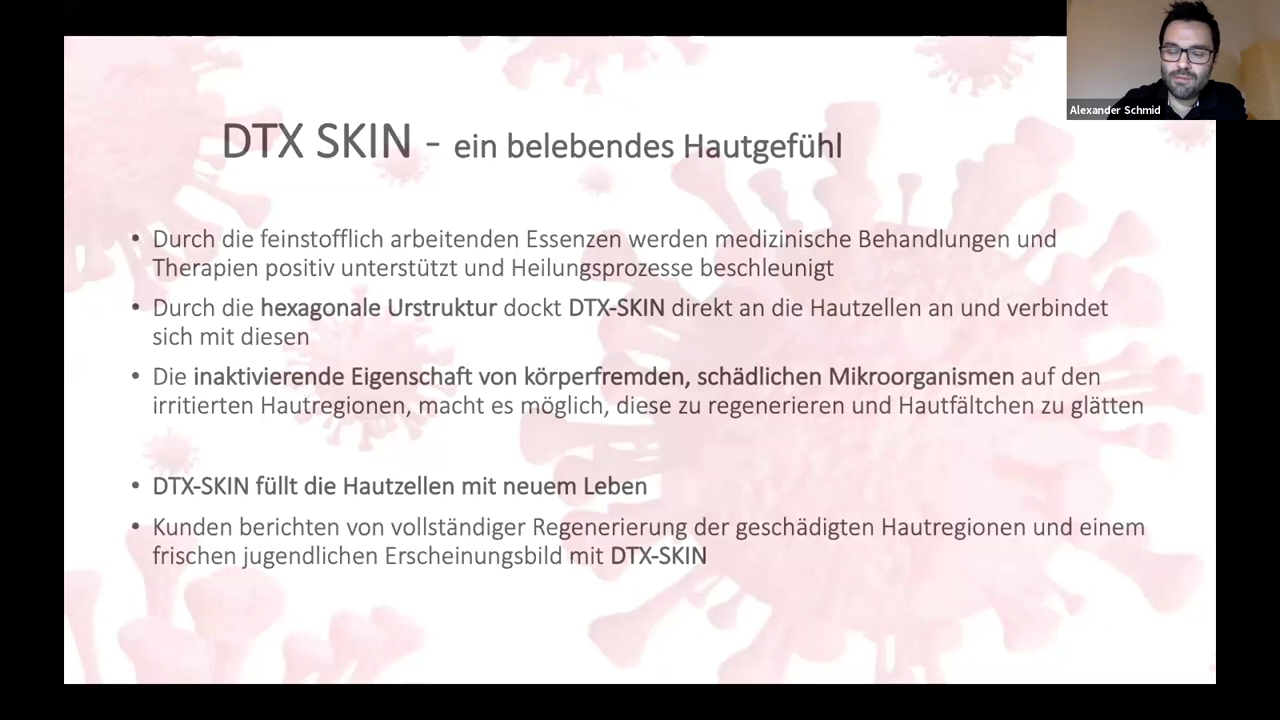 Alexander Schmid
DTX SKIN - ein belebendes Hautgefühl
• Durch die feinstofflich arbeitenden Essenzen werden medizinische Behandlungen und
Therapien positiv unterstützt und Heilungsprozesse beschleunigt
• Durch die hexagonale Urstruktur dockt DTX-SKIN direkt an die Hautzellen an und verbindet
sich mit diesen
• Die inaktivierende Eigenschaft von körperfremden, schädlichen Mikroorganismen auf den
irritierten Hautregionen, macht es möglich, diese zu regenerieren und Hautfältchen zu glätten
• DTX-SKIN füllt die Hautzellen mit neuem Leben
• Kunden berichten von vollständiger Regenerierung der geschädigten Hautregionen und einem
frischen jugendlichen Erscheinungsbild mit DTX-SKIN